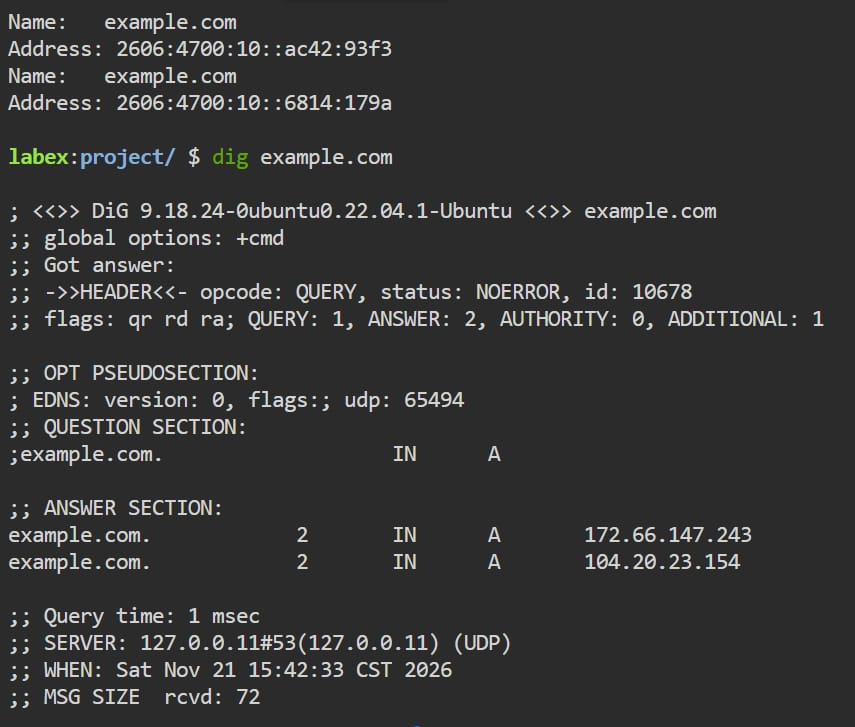 Name:   example.com
Address: 2606:4700:10::ac42:93f3
Name:   example.com
Address: 2606:4700:10::6814:179a
labex:project/ $ dig example.com
; <<>> DiG 9.18.24-0ubuntu0.22.04.1-Ubuntu <<>> example.com
;; global options: +cmd
;; Got answer:
;; ->>HEADER<<- opcode: QUERY, status: NOERROR, id: 10678
;; flags: qr rd ra; QUERY: 1, ANSWER: 2, AUTHORITY: 0, ADDITIONAL: 1
;; OPT PSEUDOSECTION:
; EDNS: version: 0, flags:; udp: 65494
;; QUESTION SECTION:
;example.com.                   IN      A
;; ANSWER SECTION:
example.com.            2       IN      A       172.66.147.243
example.com.            2       IN      A       104.20.23.154
;; Query time: 1 msec
;; SERVER: 127.0.0.11#53(127.0.0.11) (UDP)
;; WHEN: Sat Nov 21 15:42:33 CST 2026
;; MSG SIZE  rcvd: 72